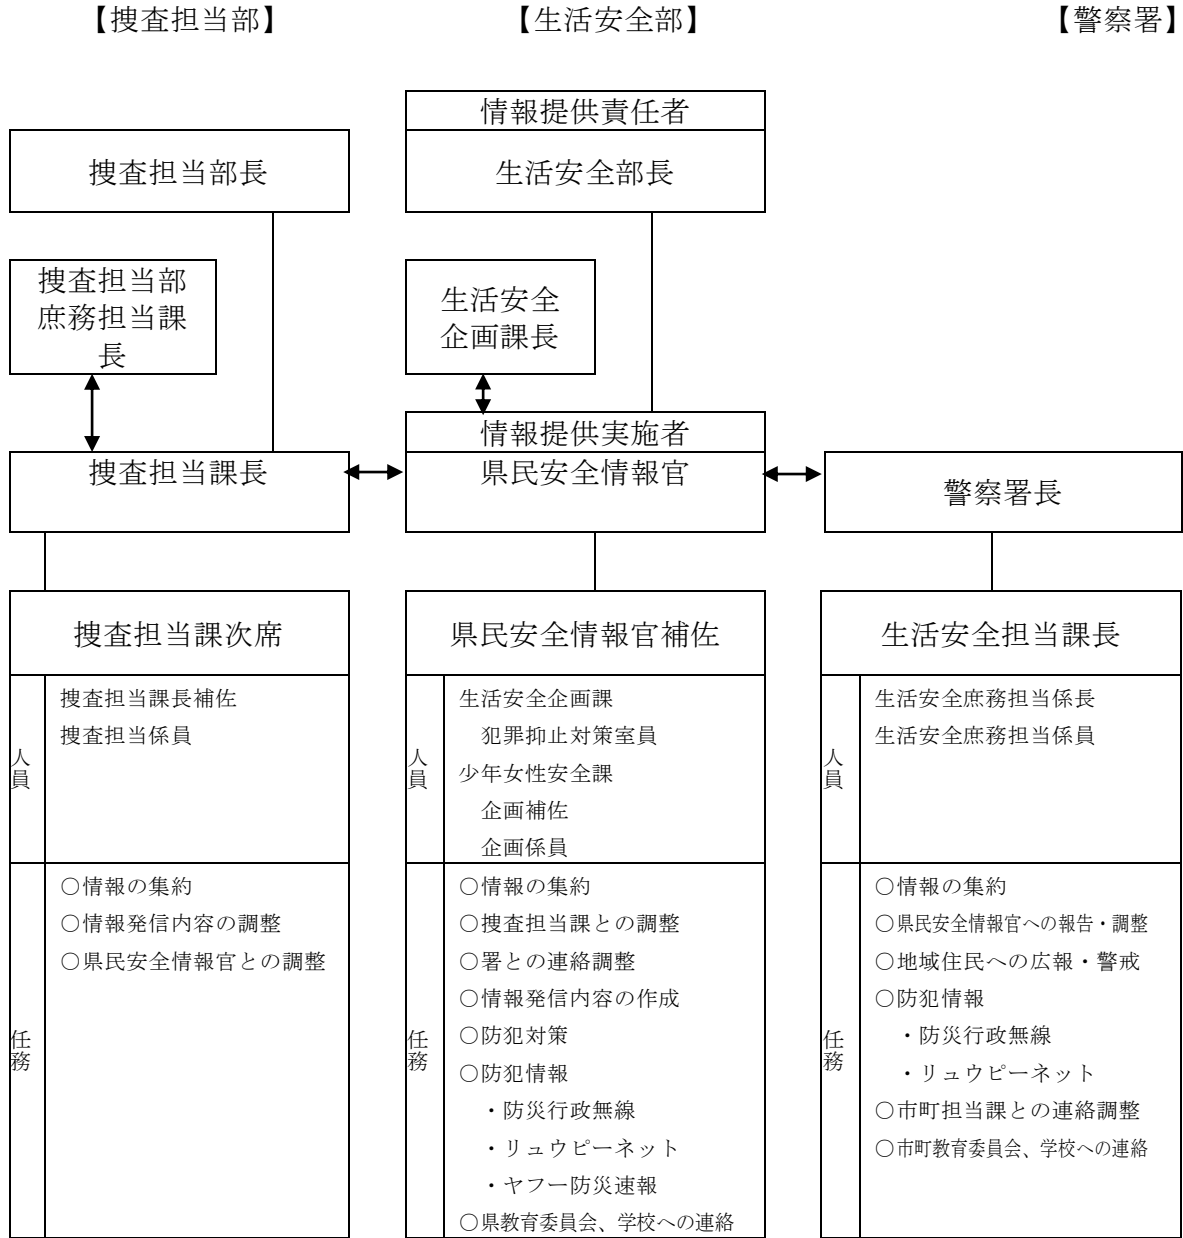 【捜査担当部】
【生活安全部】
【警察署】
情報提供責任者
捜査担当部長
生活安全部長
捜査担当部
庶務担当課
長
生活安全
企画課長
情報提供実施者
捜査担当課長
県民安全情報官
警察署長
捜査担当課次席
人員
捜査担当課長補佐
捜査担当係員
任務
○情報の集約
○情報発信内容の調整
○県民安全情報官との調整
県民安全情報官補佐
人員
生活安全企画課
犯罪抑止対策室員
少年女性安全課
企画補佐
企画係員
任務
○情報の集約
○捜査担当課との調整
○署との連絡調整
○情報発信内容の作成
○防犯対策
○防犯情報
・防災行政無線
・リュウピーネット
・ヤフー防災速報
○県教育委員会、学校への連絡
生活安全担当課長
人員
生活安全庶務担当係長
生活安全庶務担当係員
任務
○情報の集約
○県民安全情報官への報告・調整
○地域住民への広報・警戒
○防犯情報
・防災行政無線
・リュウピーネット
○市町担当課との連絡調整
○市町教育委員会、学校への連絡